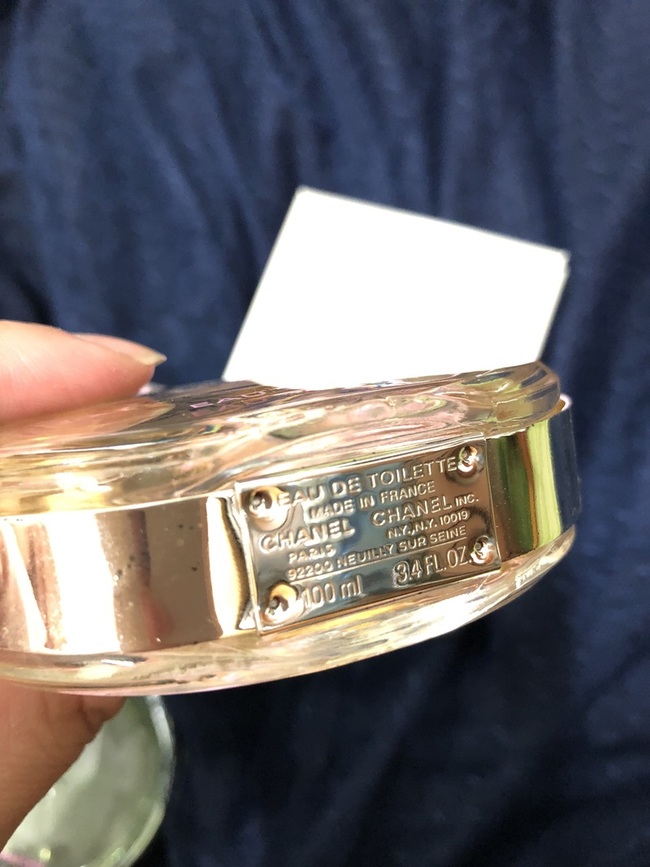 EAU DE TOILETTE
MADE IN FRANCE
CHANEL CHANEL INC.
PARIS N.Y., N.Y. 10019
92200 NEUILLY SUR SEINE
100 ml 3.4 FL.OZ.